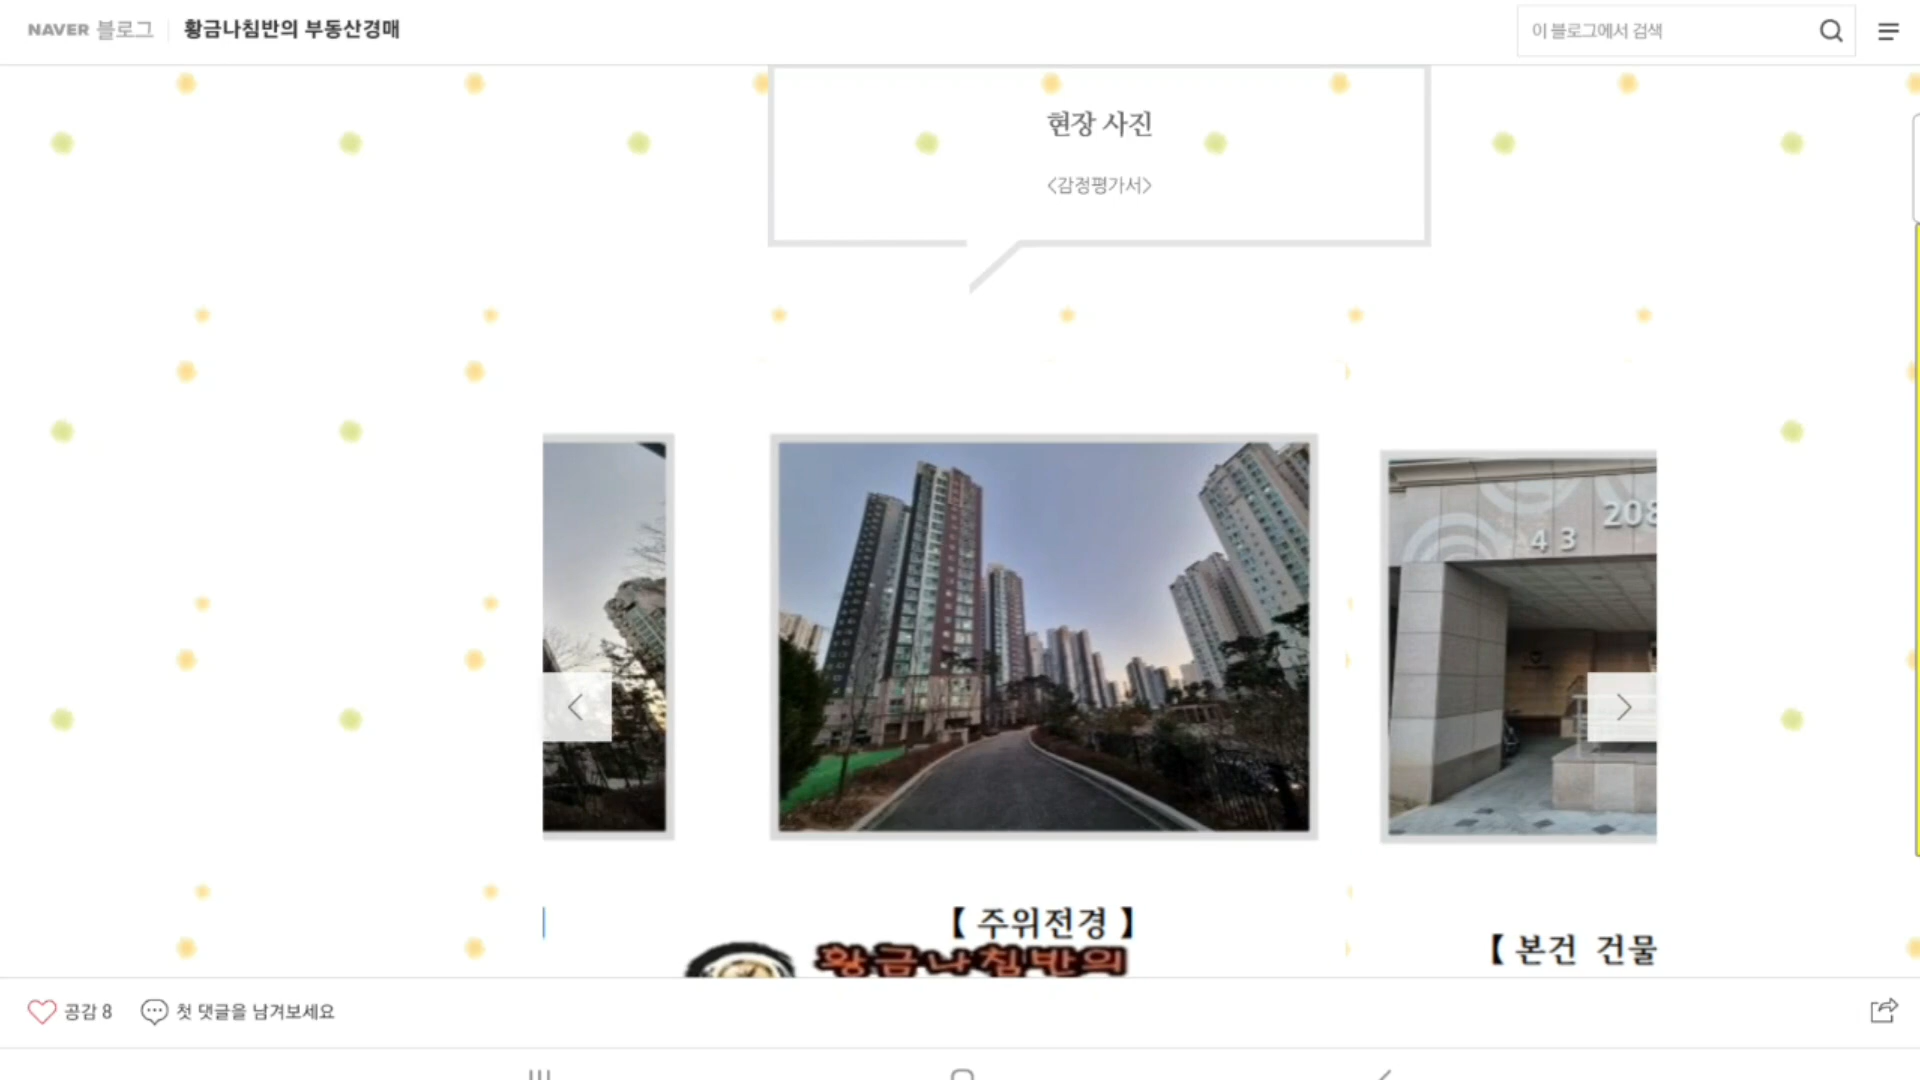 NAVER 블로그
황금나침반의 부동산경매
이 블로그에서 검색
현장 사진
<감정평가서>
208
4 3
【 주위전경 】
황금나침반의
【 본건 건물
공감 8
첫 댓글을 남겨보세요